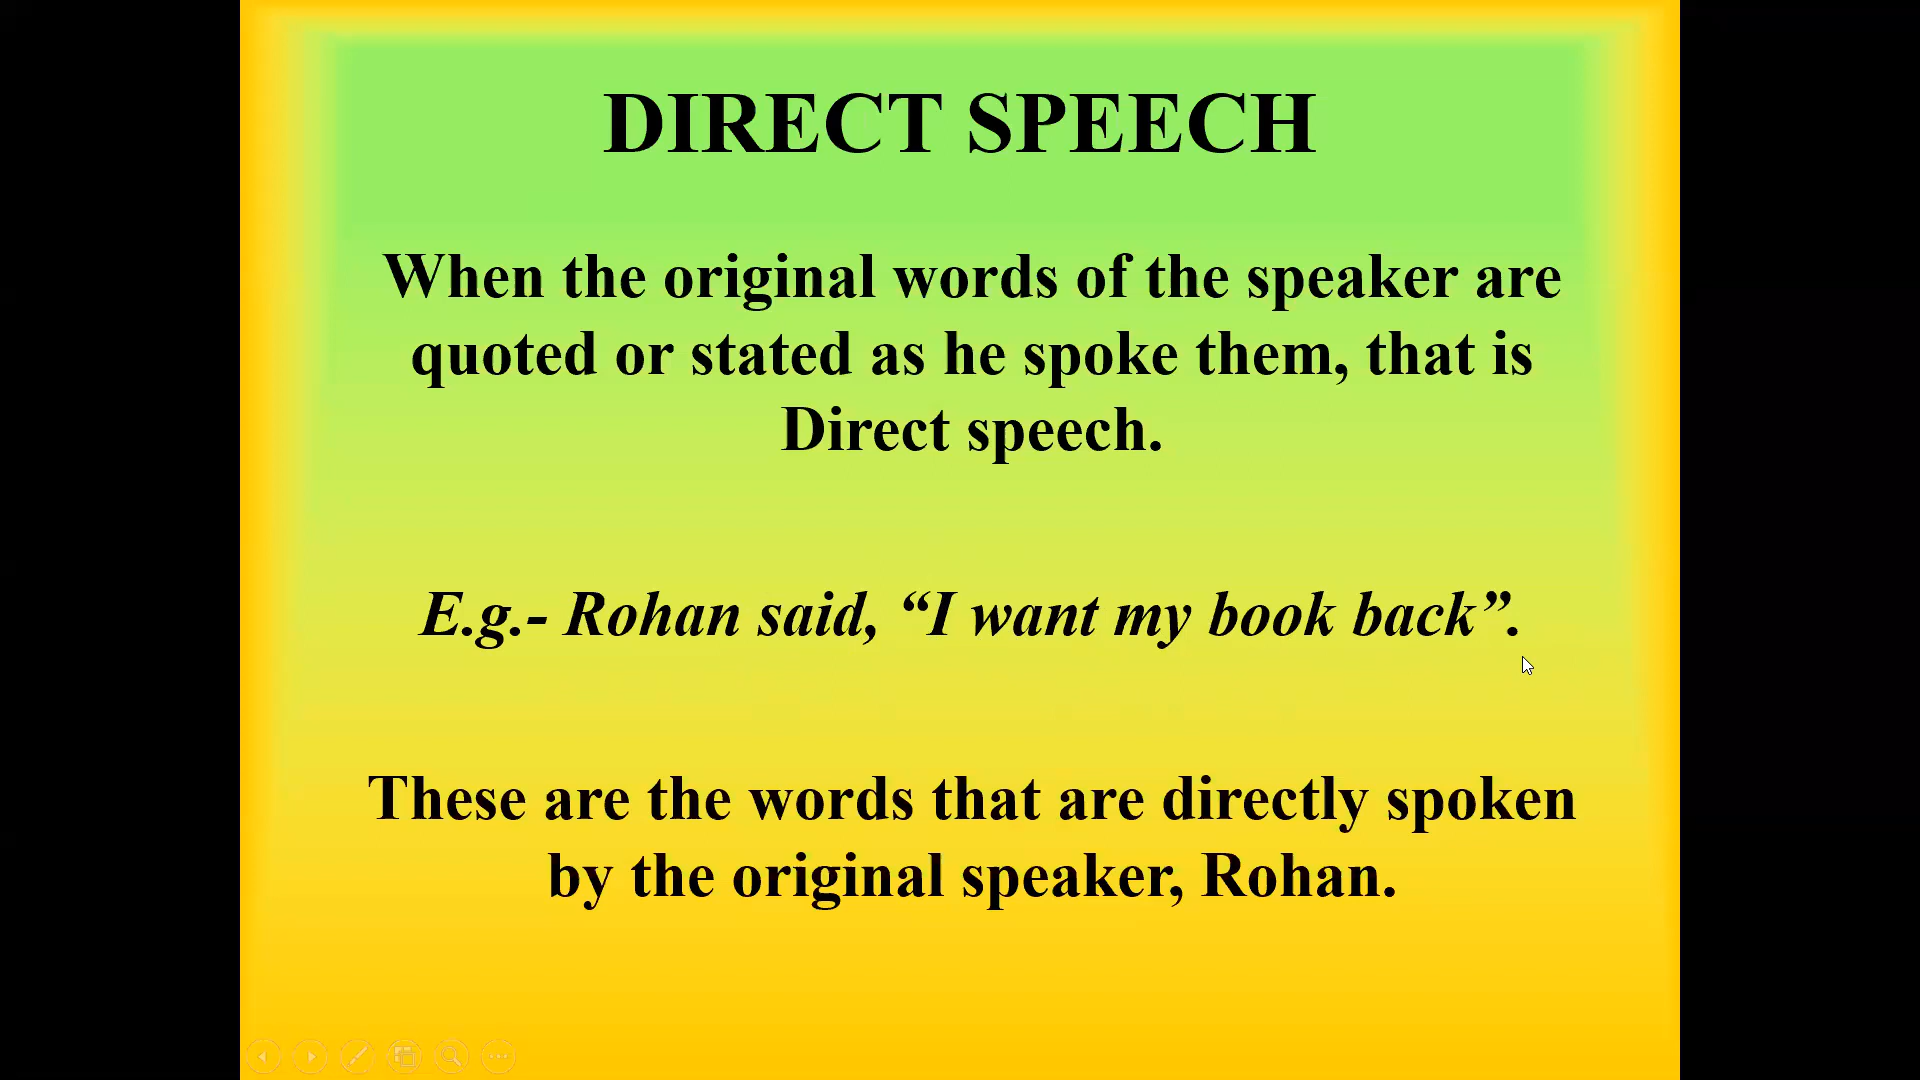 DIRECT SPEECH
When the original words of the speaker are
quoted or stated as he spoke them, that is
Direct speech.
E.g.- Rohan said, “I want my book back”.
These are the words that are directly spoken
by the original speaker, Rohan.